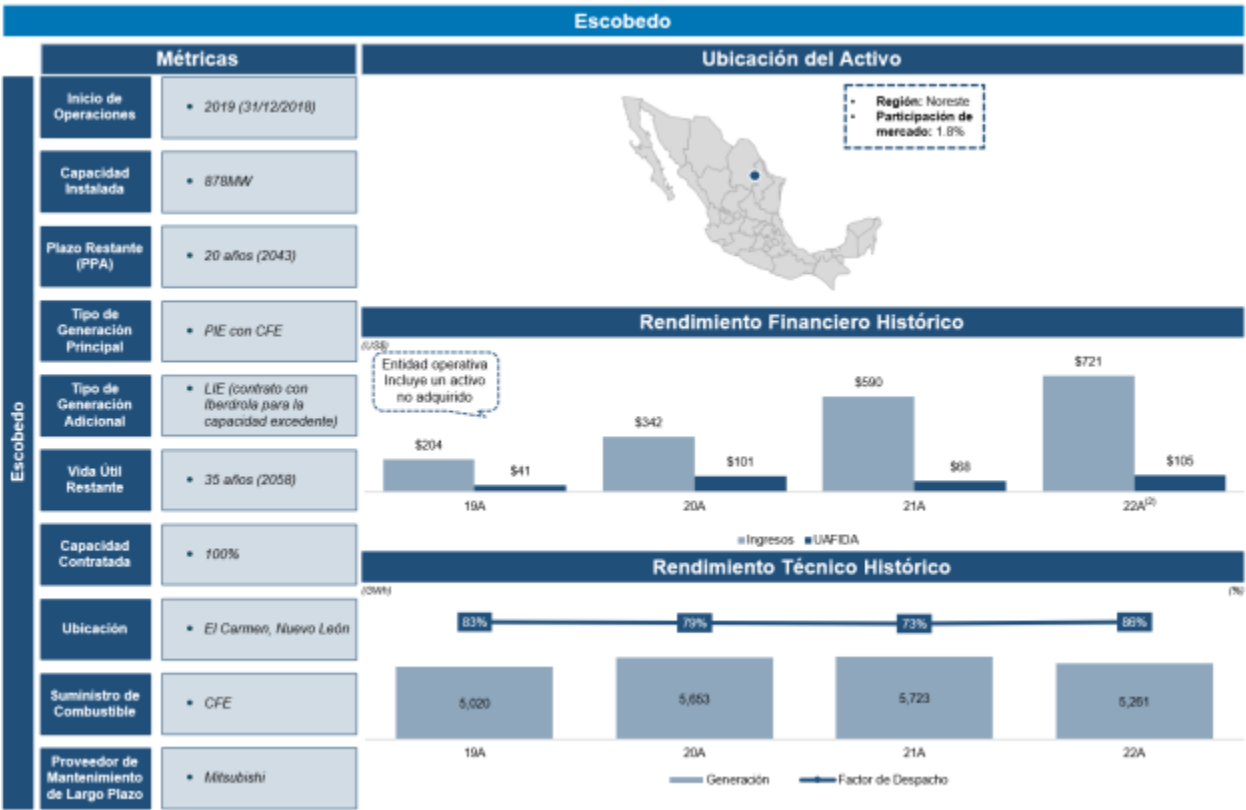 Escobedo
Métricas
Escobedo
Inicio de
Operaciones
• 2019 (31/12/2018)
Capacidad
Instalada
• 878MW
Plazo Restante
(PPA)
• 20 años (2043)
Tipo de
Generación
Principal
• PIE con CFE
Tipo de
Generación
Adicional
• LIE (contrato con
Iberdrola para la
capacidad excedente)
Vida Útil
Restante
• 35 años (2058)
Capacidad
Contratada
• 100%
Ubicación
• El Carmen, Nuevo León
Suministro de
Combustible
• CFE
Proveedor de
Mantenimiento
de Largo Plazo
• Mitsubishi
Ubicación del Activo
• Región: Noreste
• Participación de
mercado: 1.8%
Rendimiento Financiero Histórico
(US$)
Entidad operativa
Incluye un activo
no adquirido
$204
$41
$342
$101
$590
$68
$721
$105
19A
20A
21A
22A(2)
Ingresos UAFIDA
Rendimiento Técnico Histórico
(GWh)
(%)
83%
79%
73%
86%
5,020
5,653
5,723
5,261
19A
20A
21A
22A
Generación Factor de Despacho